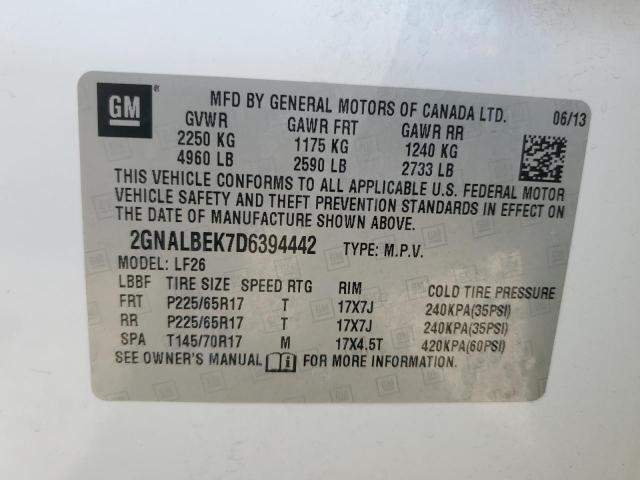 GM ®
MFD BY GENERAL MOTORS OF CANADA LTD. 06/13
GVWR GAWR FRT GAWR RR
2250 KG 1175 KG 1240 KG
4960 LB 2590 LB 2733 LB
THIS VEHICLE CONFORMS TO ALL APPLICABLE U.S. FEDERAL MOTOR
VEHICLE SAFETY AND THEFT PREVENTION STANDARDS IN EFFECT ON
THE DATE OF MANUFACTURE SHOWN ABOVE.
2GNALBEK7D6394442 TYPE: M.P.V.
MODEL: LF26
LBBF TIRE SIZE SPEED RTG RIM COLD TIRE PRESSURE
FRT P225/65R17 T 17X7J 240KPA(35PSI)
RR P225/65R17 T 17X7J 240KPA(35PSI)
SPA T145/70R17 M 17X4.5T 420KPA(60PSI)
SEE OWNER'S MANUAL i FOR MORE INFORMATION.